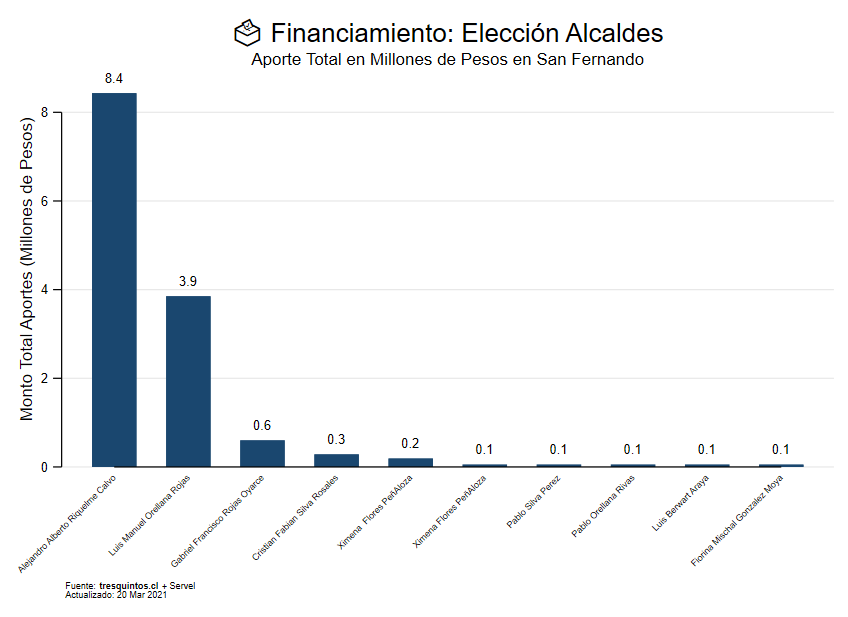 Financiamiento: Elección Alcaldes
Aporte Total en Millones de Pesos en San Fernando
Monto Total Aportes (Millones de Pesos)
8
6
4
2
0
8.4
3.9
0.6
0.3
0.2
0.1
0.1
0.1
0.1
0.1
Alejandro Alberto Riquelme Calvo
Luis Manuel Orellana Rojas
Gabriel Francisco Rojas Oyarce
Cristian Fabian Silva Rosales
Ximena Flores PeñAloza
Ximena Flores PeñAloza
Pablo Silva Perez
Pablo Orellana Rivas
Luis Berwart Araya
Fionna Mischal Gonzalez Moya
Fuente: tresquintos.cl + Servel
Actualizado: 20 Mar 2021